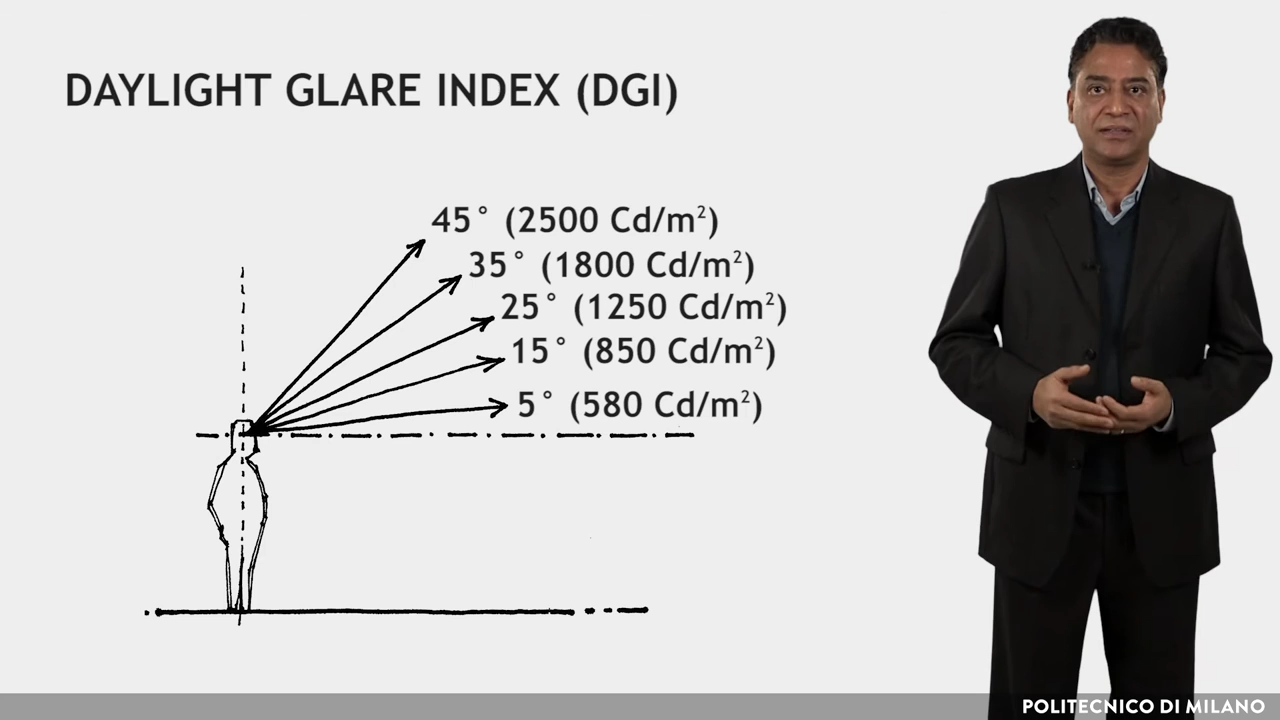 DAYLIGHT GLARE INDEX (DGI)
45° (2500 Cd/m²)
35° (1800 Cd/m²)
25° (1250 Cd/m²)
15° (850 Cd/m²)
5° (580 Cd/m²)
POLITECNICO DI MILANO